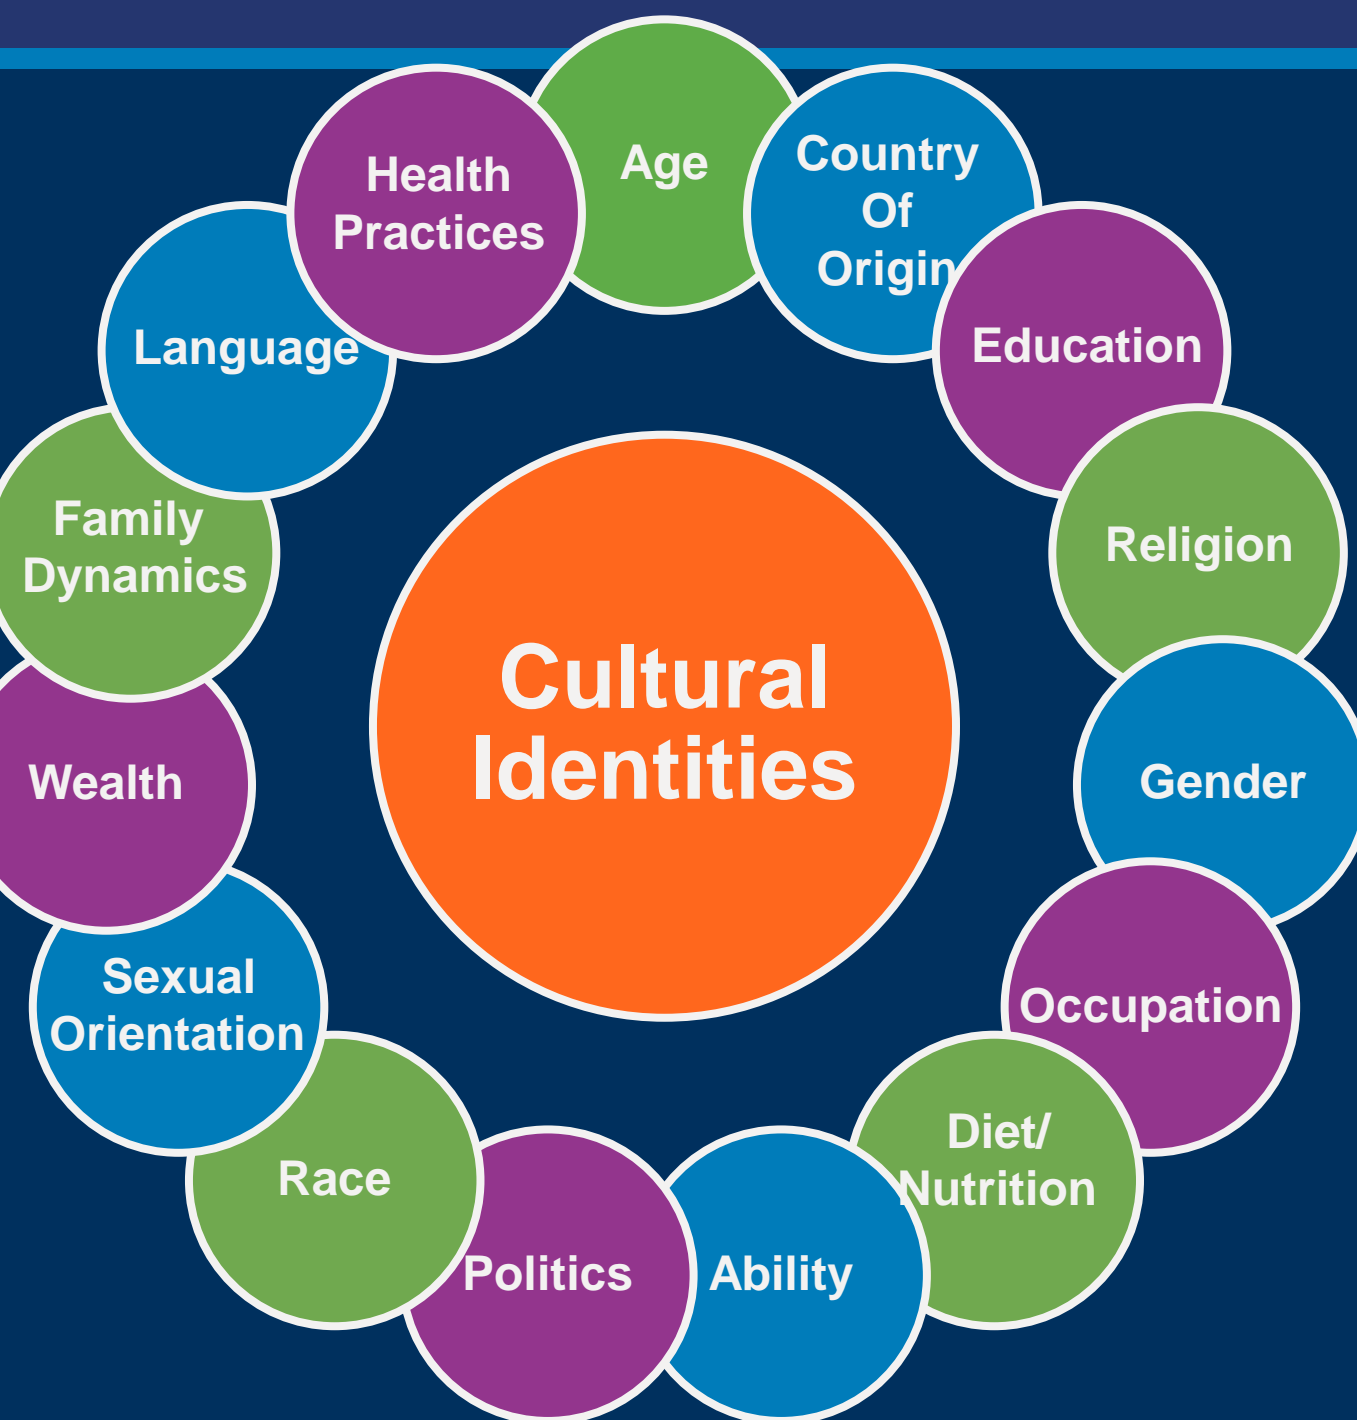 Age
Country
Of
Origin
Education
Religion
Gender
Occupation
Diet/
Nutrition
Ability
Politics
Race
Sexual
Orientation
Wealth
Family
Dynamics
Language
Health
Practices
Cultural
Identities